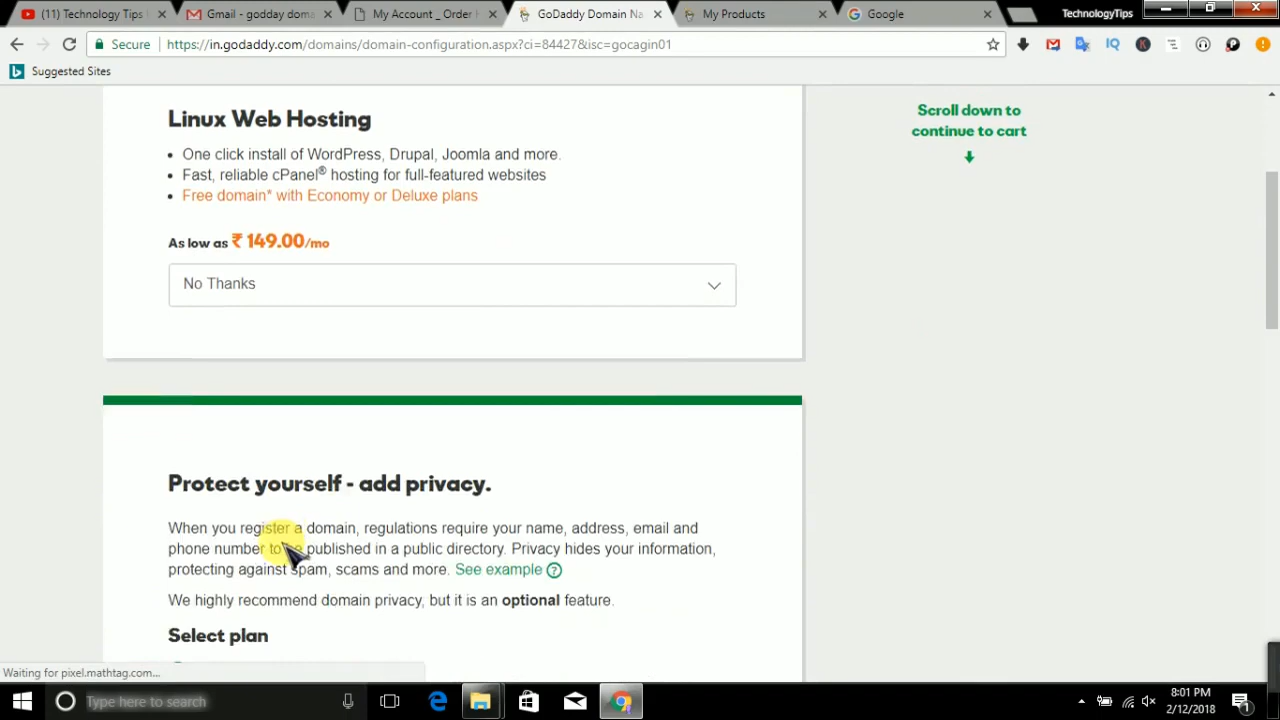 (11) Technology Tips
Gmail - godday dom
My Account _ Order
GoDaddy Domain Na
My Products
Google
TechnologyTips
Secure
https://in.godaddy.com/domains/domain-configuration.aspx?ci=84427&isc=gocagin01
Suggested Sites
Linux Web Hosting
One click install of WordPress, Drupal, Joomla and more.
Fast, reliable cPanel® hosting for full-featured websites
Free domain* with Economy or Deluxe plans
As low as ₹ 149.00/mo
No Thanks
Scroll down to
continue to cart
Protect yourself - add privacy.
When you register a domain, regulations require your name, address, email and
phone number to be published in a public directory. Privacy hides your information,
protecting against spam, scams and more. See example ?
We highly recommend domain privacy, but it is an optional feature.
Select plan
Waiting for pixel.mathtag.com...
Type here to search
8:01 PM
2/12/2018
1